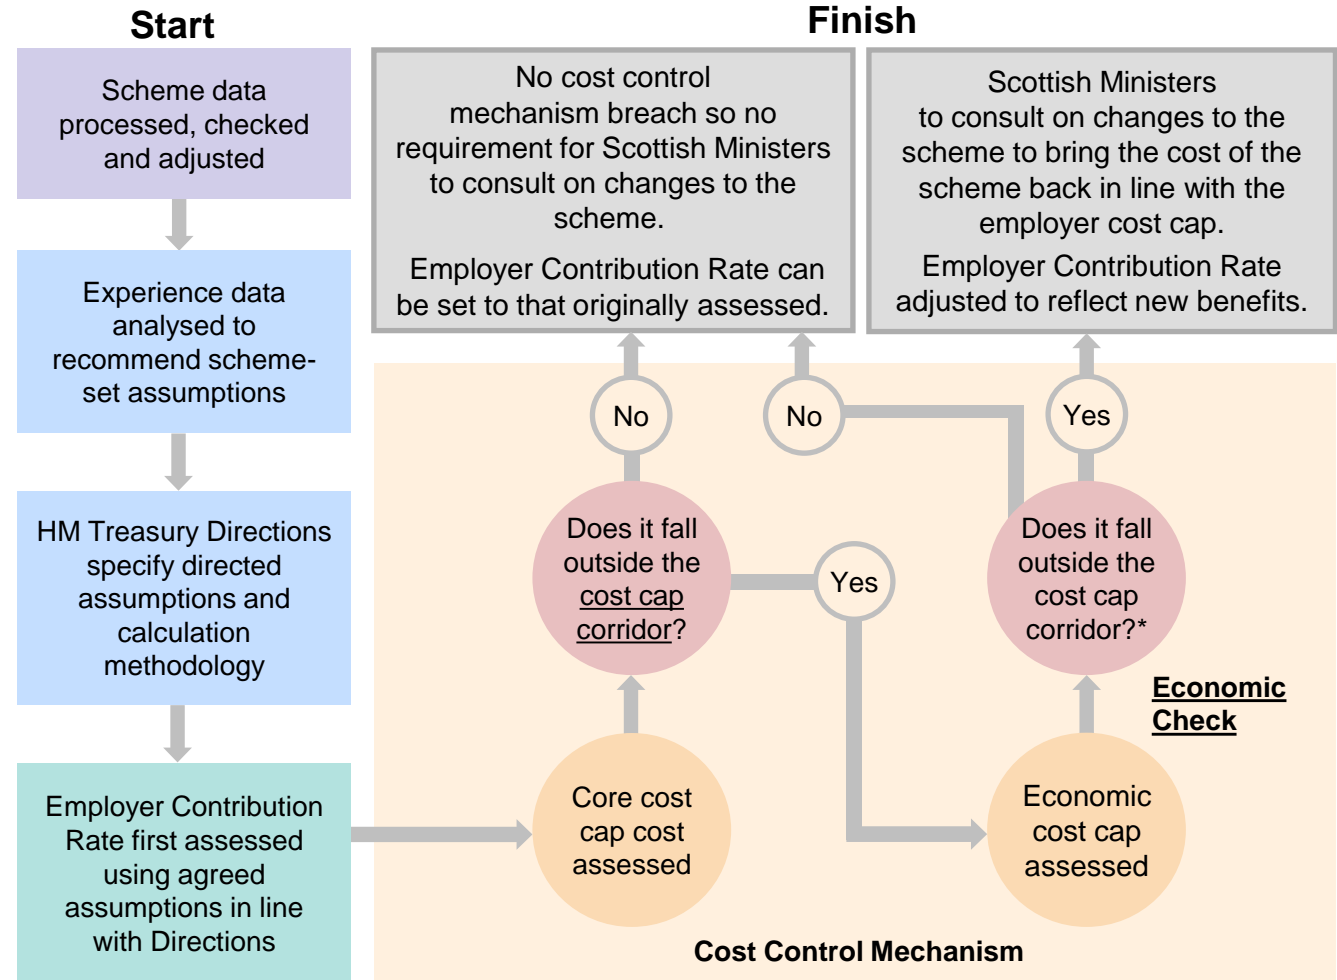 Start
Scheme data
processed, checked
and adjusted
Experience data
analysed to
recommend scheme-
set assumptions
HM Treasury Directions
specify directed
assumptions and
calculation
methodology
Employer Contribution
Rate first assessed
using agreed
assumptions in line
with Directions
Finish
No cost control
mechanism breach so no
requirement for Scottish Ministers
to consult on changes to the
scheme.
Employer Contribution Rate can
be set to that originally assessed.
Scottish Ministers
to consult on changes to the
scheme to bring the cost of the
scheme back in line with the
employer cost cap.
Employer Contribution Rate
adjusted to reflect new benefits.
No
No
Yes
Does it fall
outside the
cost cap
corridor?
Yes
Does it fall
outside the
cost cap
corridor?*
Economic
Check
Core cost
cap cost
assessed
Economic
cost cap
assessed
Cost Control Mechanism